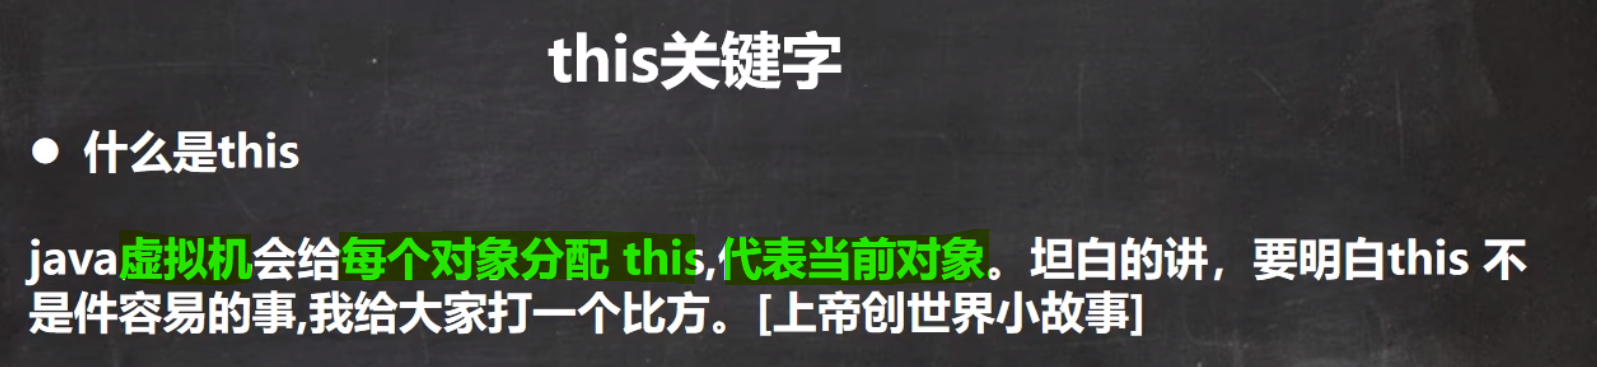 this关键字
● 什么是this
java虚拟机会给每个对象分配 this,代表当前对象。坦白的讲，要明白this 不
是件容易的事,我给大家打一个比方。[上帝创世界小故事]